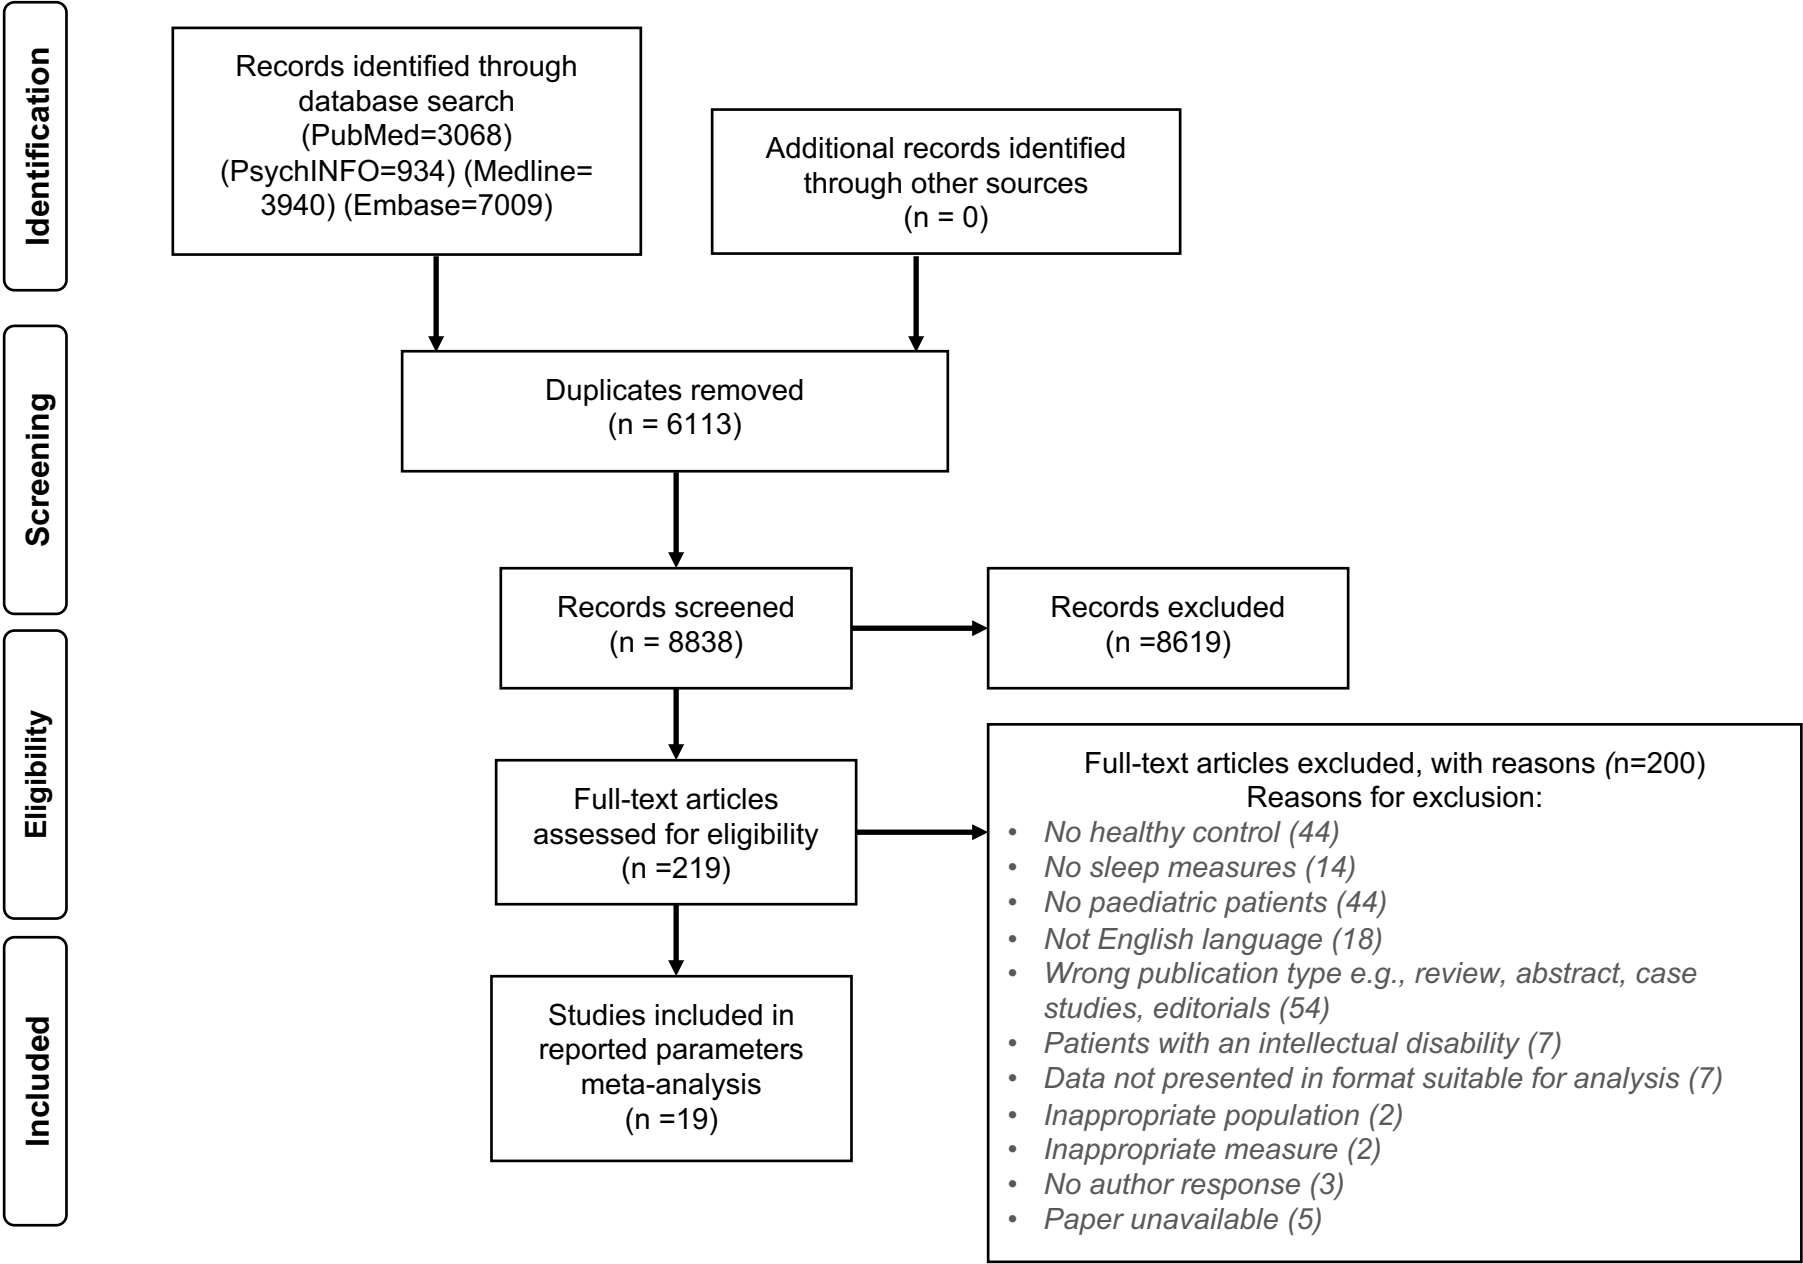 Identification
Records identified through
database search
(PubMed=3068)
(PsychINFO=934) (Medline=
3940) (Embase=7009)
Additional records identified
through other sources
(n = 0)
Screening
Duplicates removed
(n = 6113)
Records screened
(n = 8838)
Records excluded
(n =8619)
Eligibility
Full-text articles
assessed for eligibility
(n =219)
Full-text articles excluded, with reasons (n=200)
Reasons for exclusion:
• No healthy control (44)
• No sleep measures (14)
• No paediatric patients (44)
• Not English language (18)
• Wrong publication type e.g., review, abstract, case
studies, editorials (54)
• Patients with an intellectual disability (7)
• Data not presented in format suitable for analysis (7)
• Inappropriate population (2)
• Inappropriate measure (2)
• No author response (3)
• Paper unavailable (5)
Included
Studies included in
reported parameters
meta-analysis
(n =19)